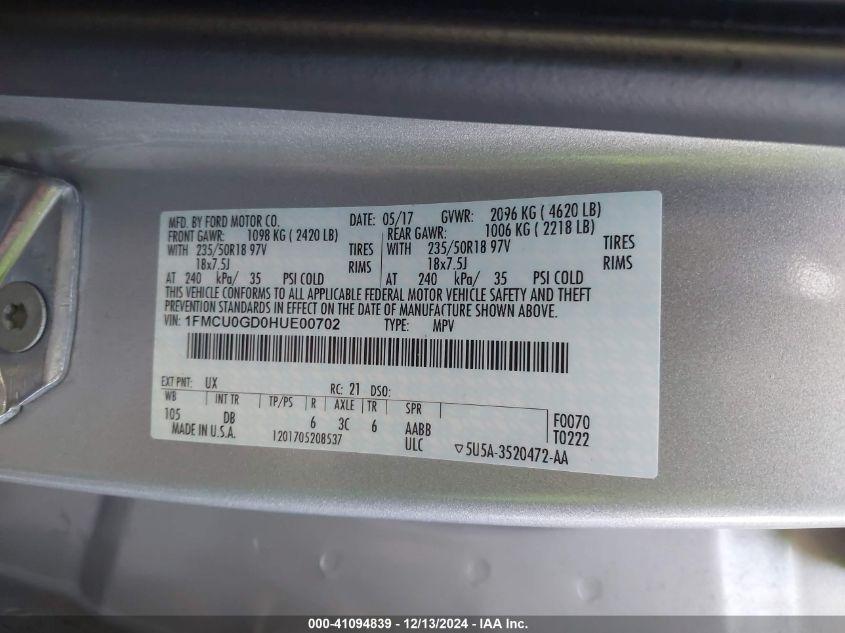 MFD. BY FORD MOTOR CO. DATE: 05/17 GVWR: 2096 KG ( 4620 LB)
FRONT GAWR: 1098 KG ( 2420 LB) REAR GAWR: 1006 KG ( 2218 LB)
WITH 235/50R18 97V TIRES WITH 235/50R18 97V TIRES
18x7.5J RIMS 18x7.5J RIMS
AT 240 kPa/ 35 PSI COLD AT 240 kPa/ 35 PSI COLD
THIS VEHICLE CONFORMS TO ALL APPLICABLE FEDERAL MOTOR VEHICLE SAFETY AND THEFT
PREVENTION STANDARDS IN EFFECT ON THE DATE OF MANUFACTURE SHOWN ABOVE.
VIN: 1FMCU0GD0HUE00702 TYPE: MPV
EXT PNT: UX RC: 21 DSO:
WB INT TR TP/PS R AXLE TR SPR
105 DB 6 3C 6 AABB F0070
MADE IN U.S.A. 1201705208537 ULC ▽5U5A-3520472-AA T0222
000-41094839 - 12/13/2024 - IAAI.com